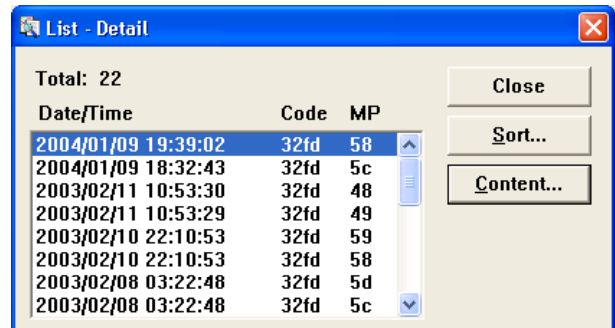 List - Detail
Total: 22
Close
Date/Time Code MP
Sort...
2004/01/09 19:39:02 32fd 58
2004/01/09 18:32:43 32fd 5c
Content...
2003/02/11 10:53:30 32fd 48
2003/02/11 10:53:29 32fd 49
2003/02/10 22:10:53 32fd 59
2003/02/10 22:10:53 32fd 58
2003/02/08 03:22:48 32fd 5d
2003/02/08 03:22:48 32fd 5c